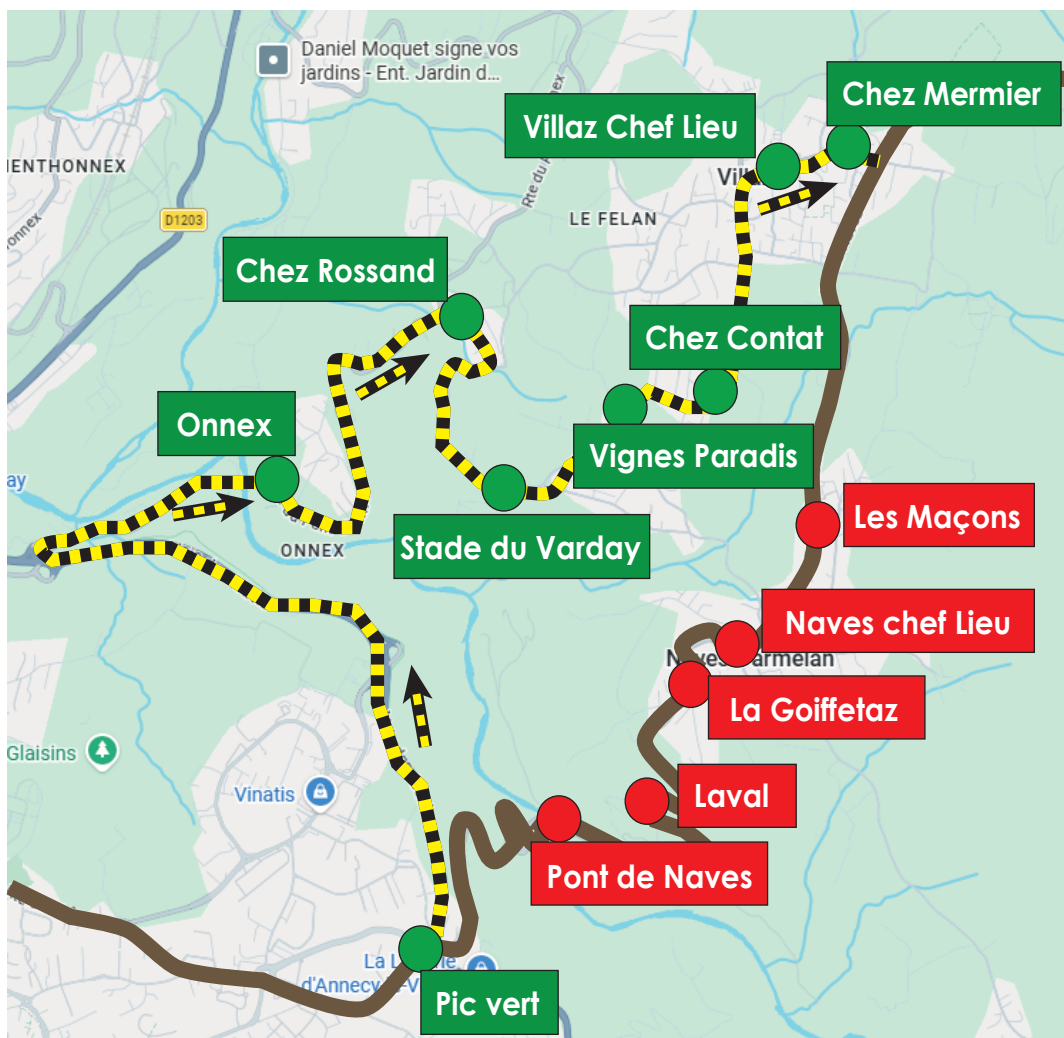 Daniel Moquet signe vos
jardins - Ent. Jardin d...
Chez Mermier
Villaz Chef Lieu
MENTHONNEX
D1203
LE FELAN
Chez Rossand
Chez Contat
Onnex
Vignes Paradis
Les Maçons
Stade du Varday
ONNEX
Naves chef Lieu
La Goiffetaz
Glaisins
Vinatis
Laval
Pont de Naves
Pic vert